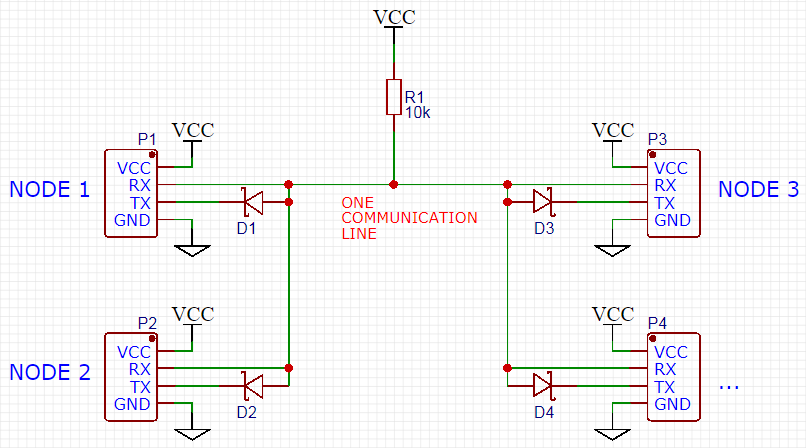 VCC
R1
10k
P1
VCC
NODE 1
VCC
RX
TX
GND
D1
ONE
COMMUNICATION
LINE
VCC
P3
VCC
RX
TX
GND
NODE 3
D3
P2
VCC
NODE 2
VCC
RX
TX
GND
D2
VCC
P4
VCC
RX
TX
GND
...
D4